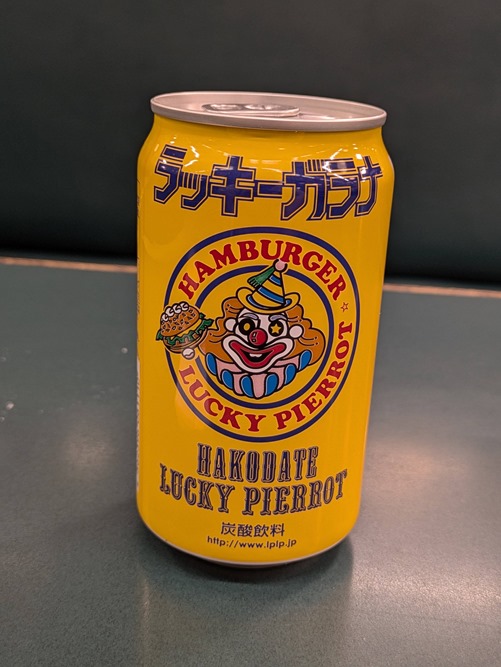 ラッキーガラナ
HAMBURGER
LUCKY PIERROT
HAKODATE
LUCKY PIERROT
炭酸飲料
http://www.lplp.jp